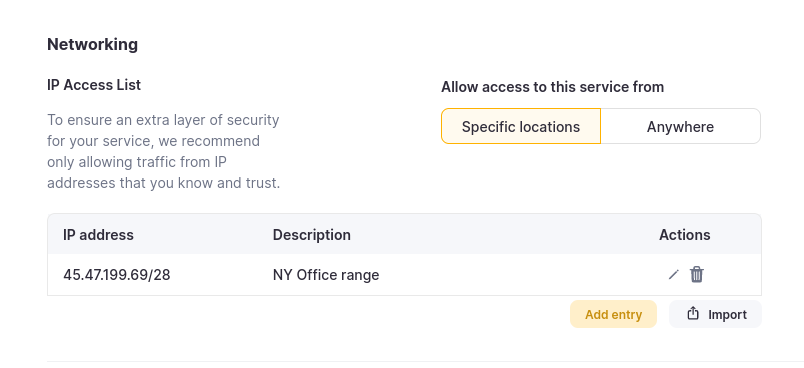 Networking
IP Access List
Allow access to this service from
To ensure an extra layer of security
for your service, we recommend
only allowing traffic from IP
addresses that you know and trust.
Specific locations Anywhere
IP address Description Actions
45.47.199.69/28 NY Office range
Add entry Import